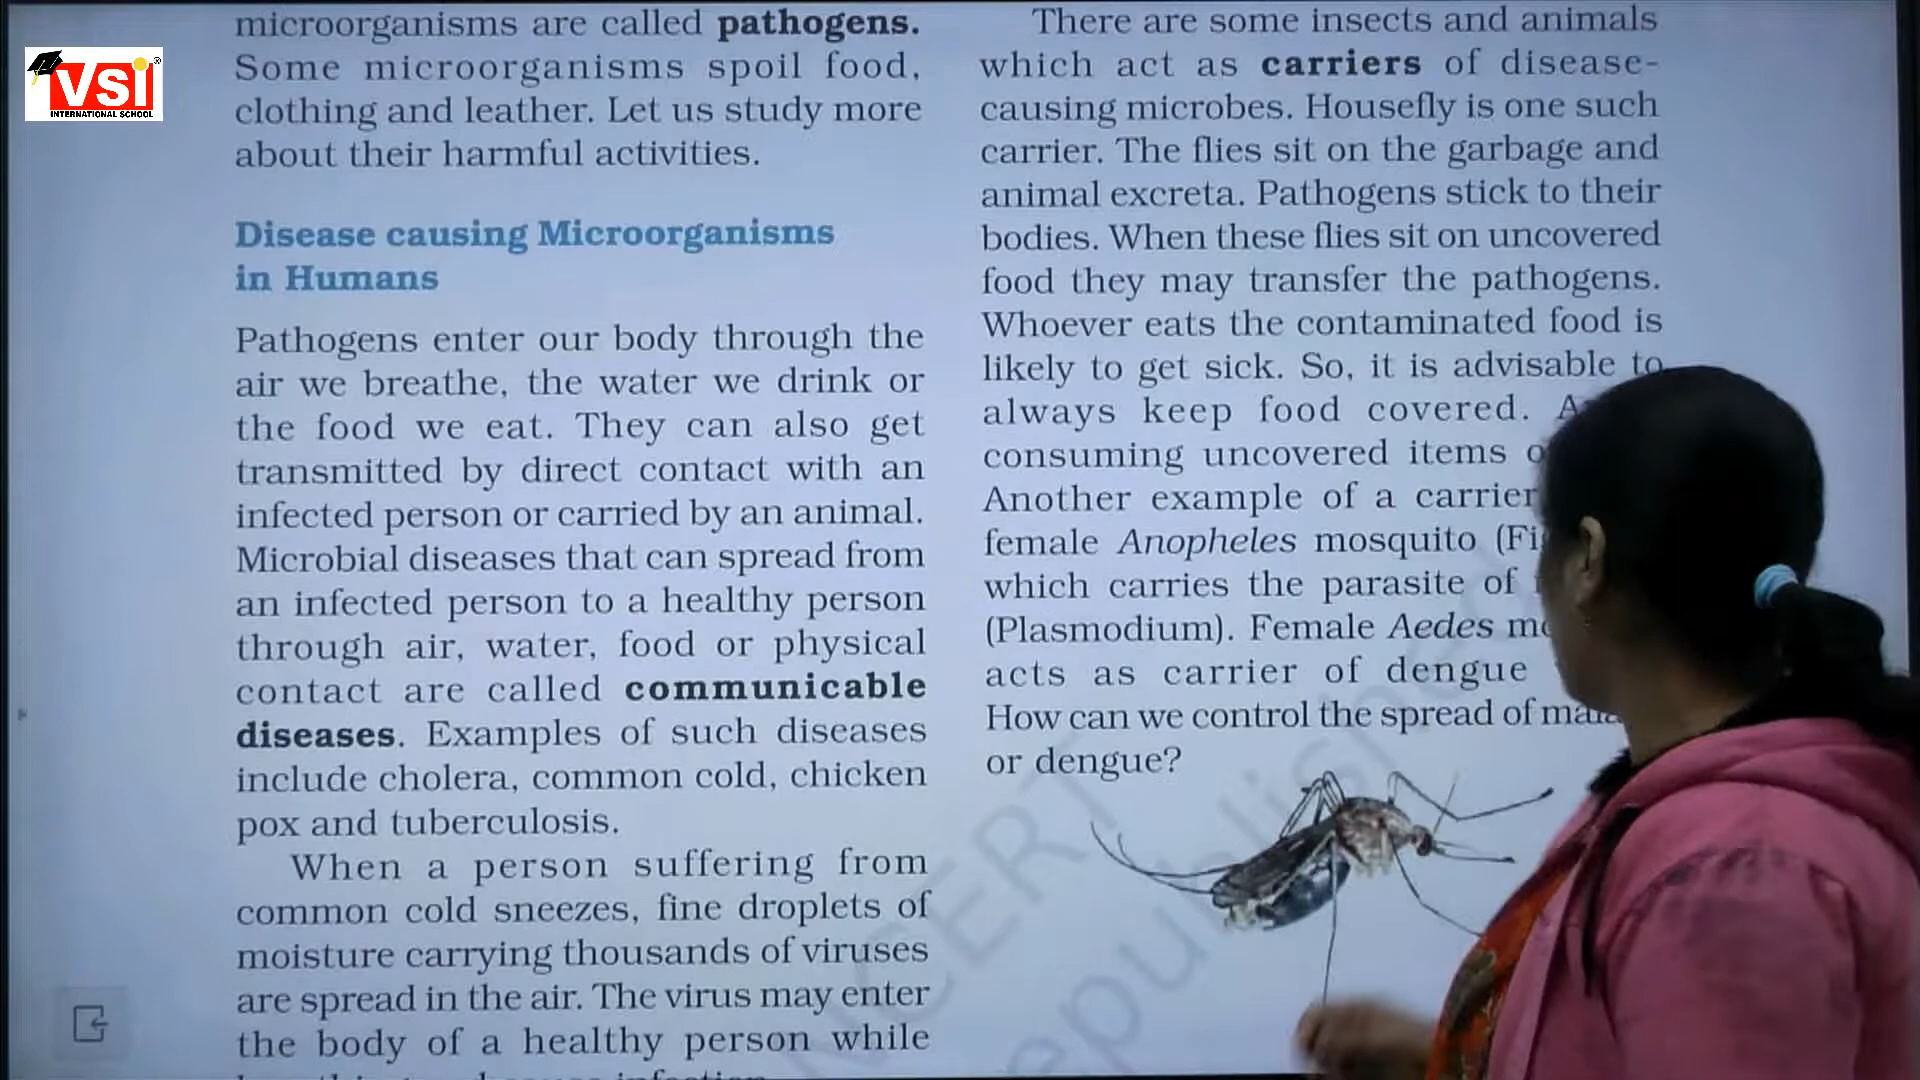 VSI
INTERNATIONAL SCHOOL
microorganisms are called pathogens.
Some microorganisms spoil food,
clothing and leather. Let us study more
about their harmful activities.
Disease causing Microorganisms
in Humans
Pathogens enter our body through the
air we breathe, the water we drink or
the food we eat. They can also get
transmitted by direct contact with an
infected person or carried by an animal.
Microbial diseases that can spread from
an infected person to a healthy person
through air, water, food or physical
contact are called communicable
diseases. Examples of such diseases
include cholera, common cold, chicken
pox and tuberculosis.
When a person suffering from
common cold sneezes, fine droplets of
moisture carrying thousands of viruses
are spread in the air. The virus may enter
the body of a healthy person while
There are some insects and animals
which act as carriers of disease-
causing microbes. Housefly is one such
carrier. The flies sit on the garbage and
animal excreta. Pathogens stick to their
bodies. When these flies sit on uncovered
food they may transfer the pathogens.
Whoever eats the contaminated food is
likely to get sick. So, it is advisable to
always keep food covered.
consuming uncovered items
Another example of a carrier
female Anopheles mosquito
which carries the parasite of
(Plasmodium). Female Aedes
acts as carrier of dengue
How can we control the spread of
or dengue?
NCERT
republished